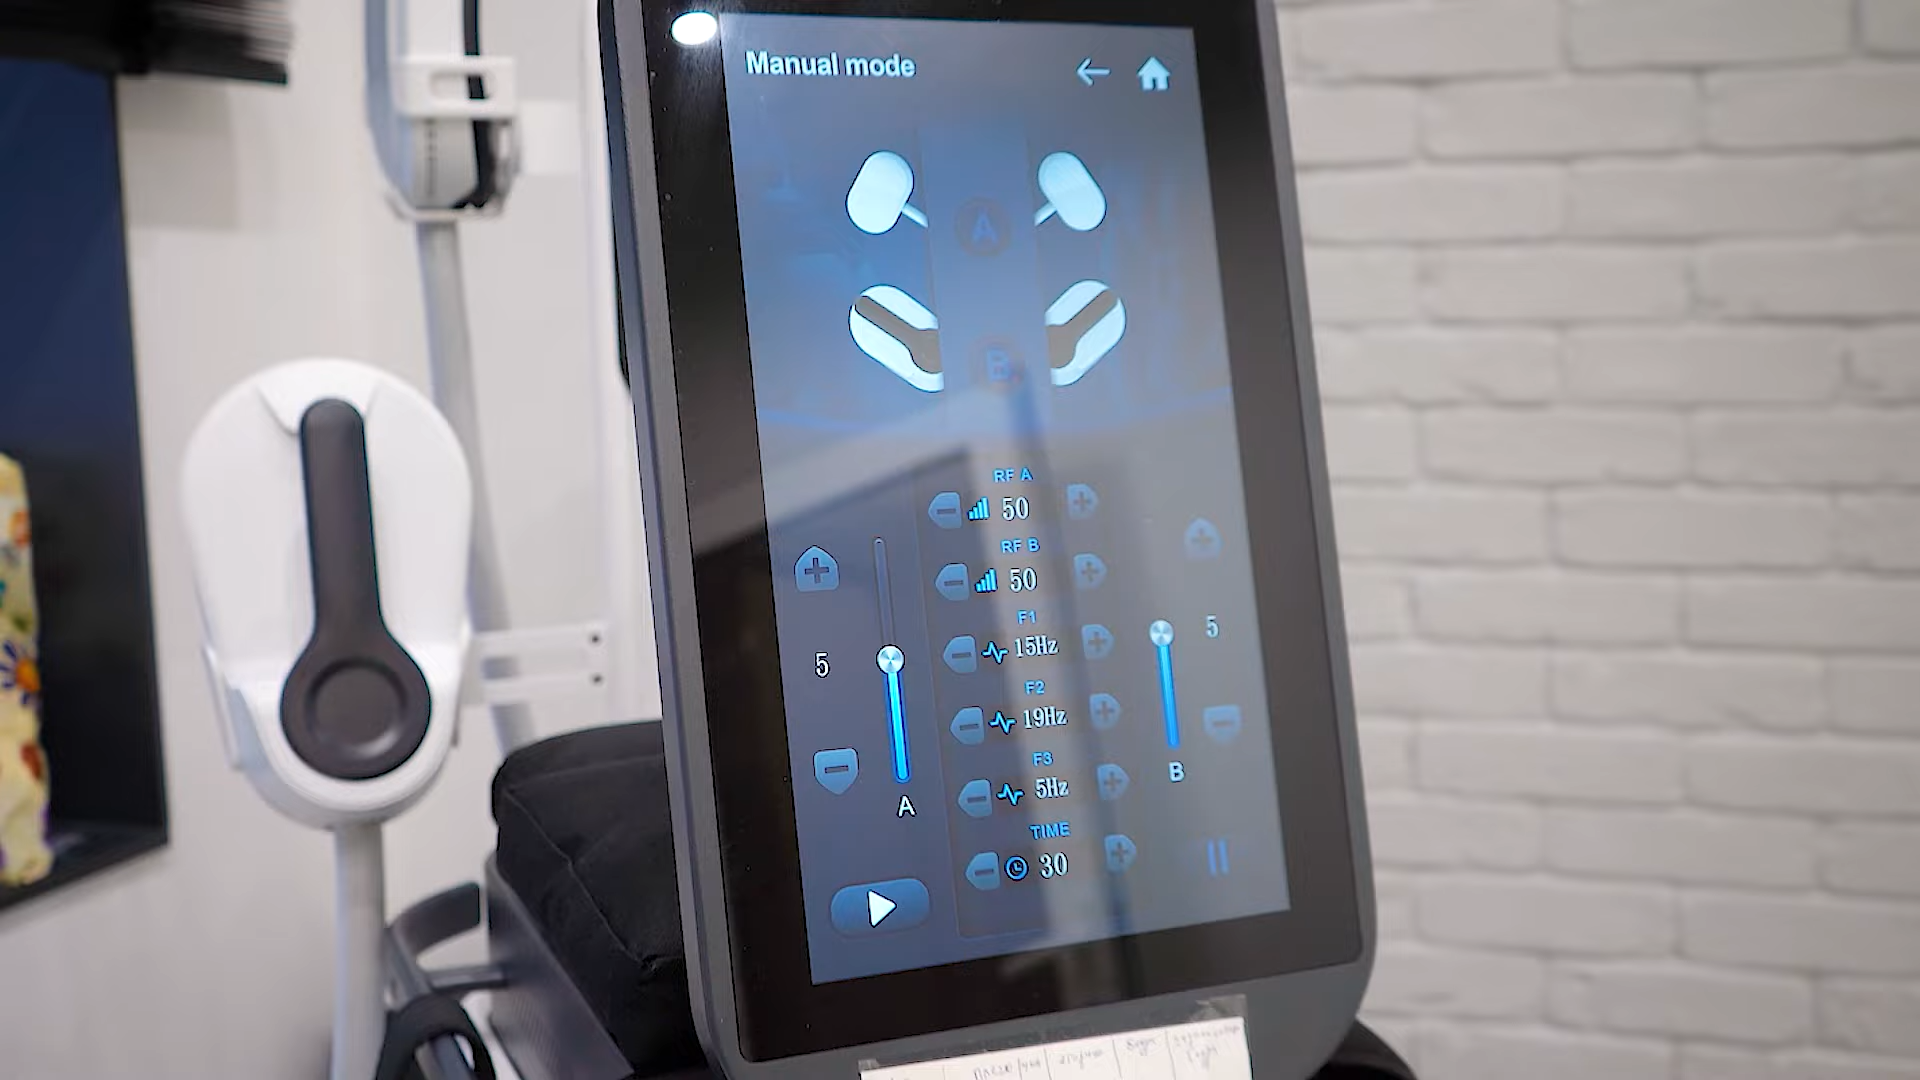 Manual mode
A
B
RF A
50
RF B
50
F1
15Hz
F2
19Hz
F3
5Hz
TIME
30
5
A
5
B